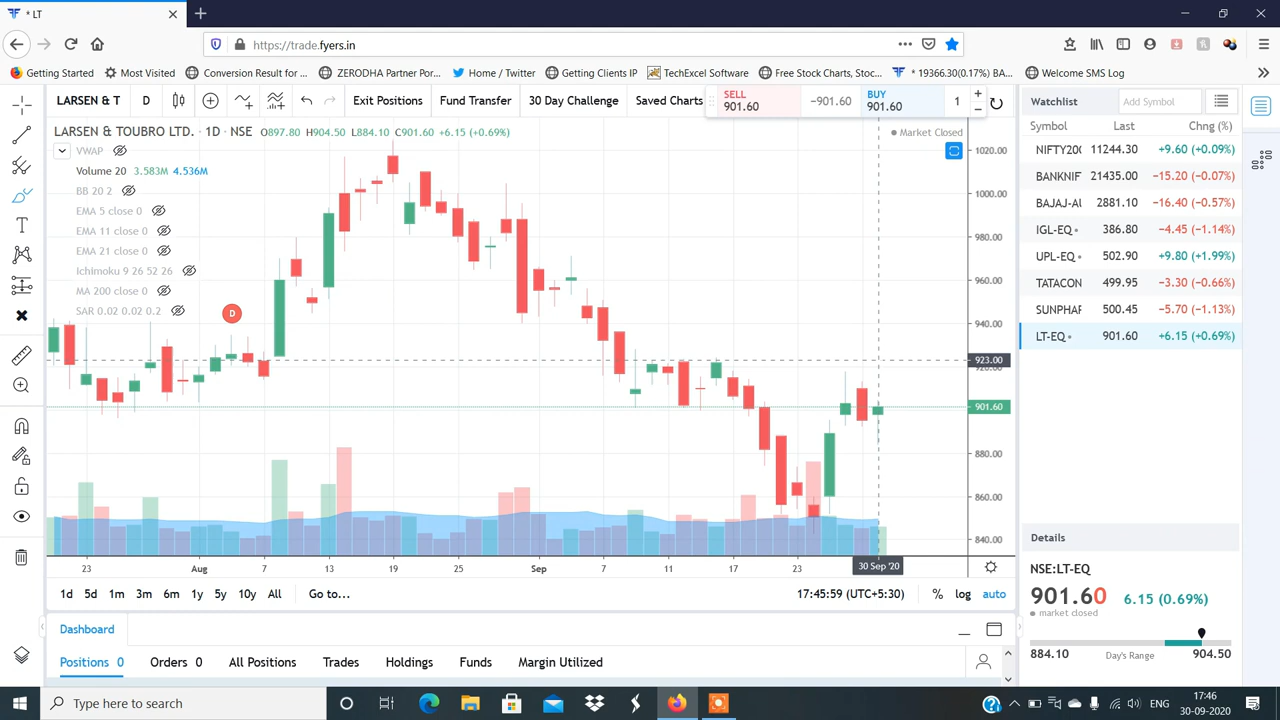 * LT
https://trade.fyers.in
Getting Started Most Visited Conversion Result for ... ZERODHA Partner Por... Home / Twitter Getting Clients IP TechExcel Software Free Stock Charts, Stoc... * 19366.30(0.17%) BA... Welcome SMS Log
LARSEN & T D Exit Positions Fund Transfer 30 Day Challenge Saved Charts
SELL
901.60
−901.60
BUY
901.60
1
LARSEN & TOUBRO LTD. · 1D · NSE O897.80 H904.50 L884.10 C901.60 +6.15 (+0.69%)
Market Closed
VWAP
Volume 20 3.583M 4.536M
BB 20 2
EMA 5 close 0
EMA 11 close 0
EMA 21 close 0
Ichimoku 9 26 52 26
MA 200 close 0
SAR 0.02 0.02 0.2
D
1020.00
1000.00
980.00
960.00
940.00
923.00
920.00
901.60
880.00
860.00
840.00
23 Aug 7 13 19 25 Sep 7 11 17 23 30 Sep '20
1d 5d 1m 3m 6m 1y 5y 10y All Go to... 17:45:59 (UTC+5:30) % log auto
Dashboard
Positions 0 Orders 0 All Positions Trades Holdings Funds Margin Utilized
Watchlist Add Symbol
Symbol Last Chng (%)
NIFTY200 11244.30 +9.60 (+0.09%)
BANKNIF 21435.00 −15.20 (−0.07%)
BAJAJ-AU 2881.10 −16.40 (−0.57%)
IGL-EQ 386.80 −4.45 (−1.14%)
UPL-EQ 502.90 +9.80 (+1.99%)
TATACON 499.95 −3.30 (−0.66%)
SUNPHAR 500.45 −5.70 (−1.13%)
LT-EQ 901.60 +6.15 (+0.69%)
Details
NSE:LT-EQ
901.60 6.15 (0.69%)
market closed
884.10 Day's Range 904.50
Type here to search
ENG
17:46
30-09-2020